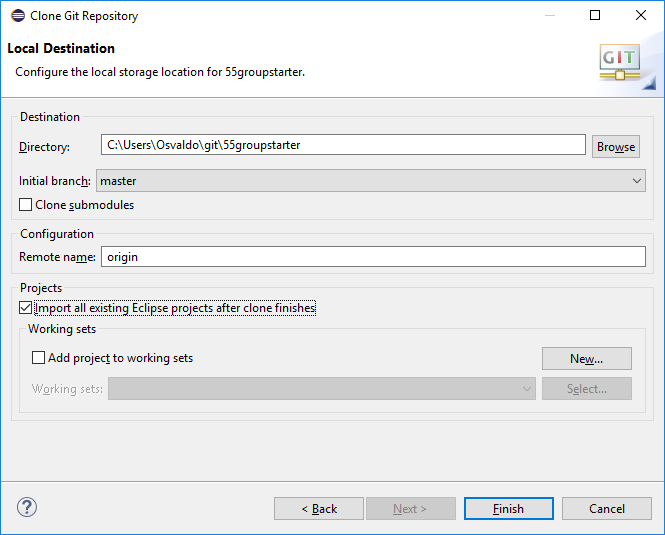 Clone Git Repository
Local Destination
Configure the local storage location for 55groupstarter.
GIT
Destination
Directory: C:\Users\Osvaldo\git\55groupstarter Browse
Initial branch: master
Clone submodules
Configuration
Remote name: origin
Projects
Import all existing Eclipse projects after clone finishes
Working sets
Add project to working sets New...
Working sets: Select...
? < Back Next > Finish Cancel